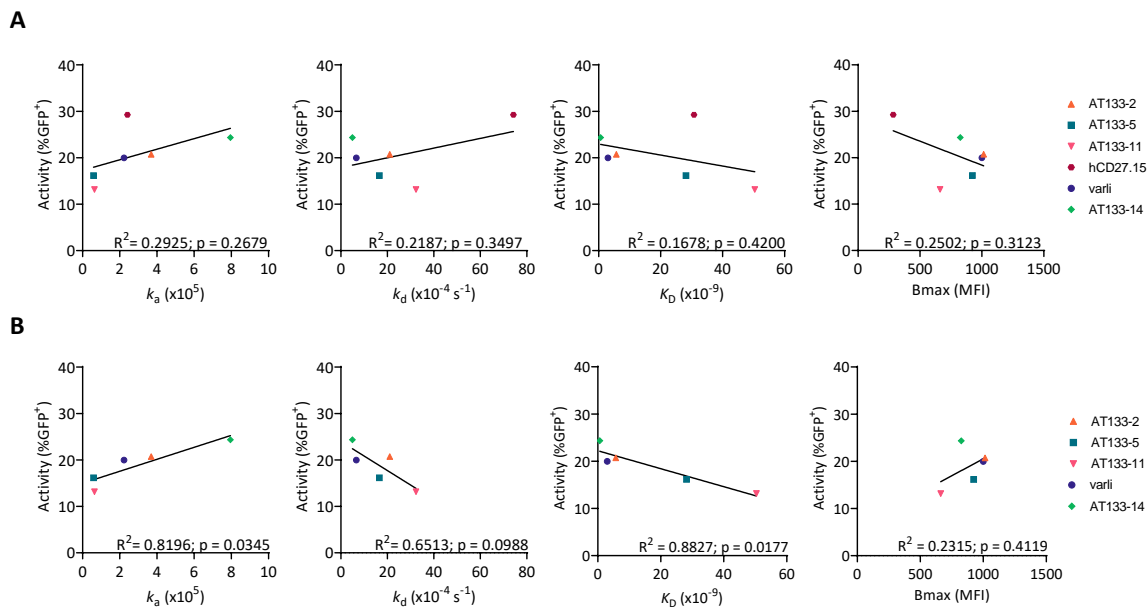 A
40
30
20
10
0
Activity (%GFP⁺)
R² = 0.2925; p = 0.2679
0 2 4 6 8 10
kₐ (x10⁵)
40
30
20
10
0
Activity (%GFP⁺)
R² = 0.2187; p = 0.3497
0 20 40 60 80
k_d (x10⁻⁴ s⁻¹)
40
30
20
10
0
Activity (%GFP⁺)
R² = 0.1678; p = 0.4200
0 20 40 60
K_D (x10⁻⁹)
40
30
20
10
0
Activity (%GFP⁺)
R² = 0.2502; p = 0.3123
0 500 1000 1500
Bmax (MFI)
AT133-2
AT133-5
AT133-11
hCD27.15
varli
AT133-14
B
40
30
20
10
0
Activity (%GFP⁺)
R² = 0.8196; p = 0.0345
0 2 4 6 8 10
kₐ (x10⁵)
40
30
20
10
0
Activity (%GFP⁺)
R² = 0.6513; p = 0.0988
0 20 40 60 80
k_d (x10⁻⁴ s⁻¹)
40
30
20
10
0
Activity (%GFP⁺)
R² = 0.8827; p = 0.0177
0 20 40 60
K_D (x10⁻⁹)
40
30
20
10
0
Activity (%GFP⁺)
R² = 0.2315; p = 0.4119
0 500 1000 1500
Bmax (MFI)
AT133-2
AT133-5
AT133-11
varli
AT133-14